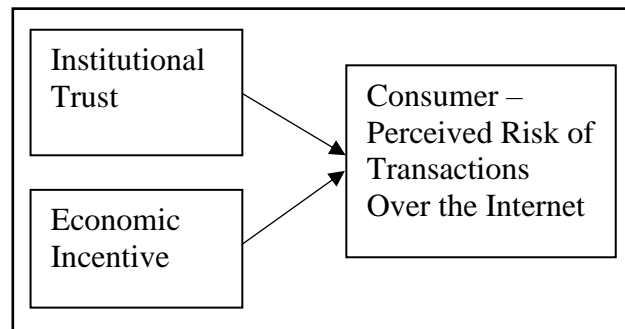 Institutional
Trust
Consumer –
Perceived Risk of
Transactions
Over the Internet
Economic
Incentive